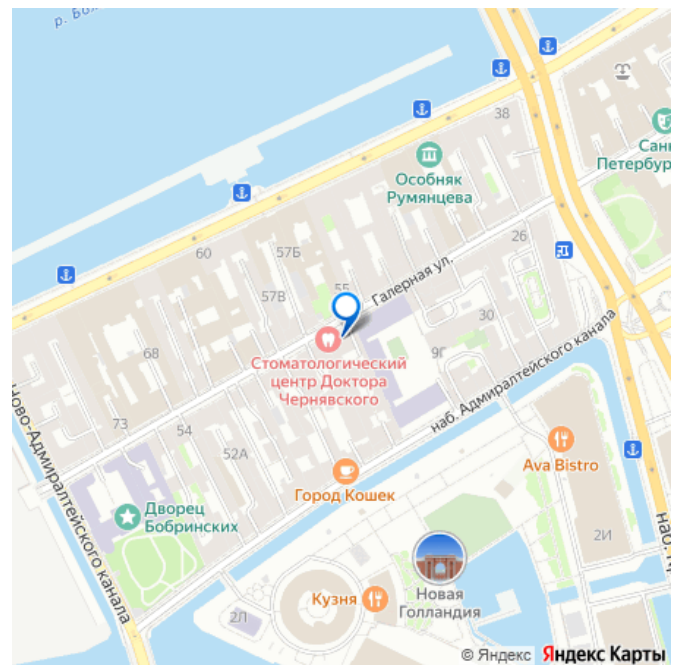 р. Бол
38
Санк
Петербур
Особняк
Румянцева
26
60
57Б
55
57В
Галерная ул.
30
68
Стоматологический
центр Доктора
Чернявского
9Г
наб. Адмиралтейского канала
73
54
52А
Ново-Адмиралтейского канала
Город Кошек
Ava Bistro
Дворец
Бобринских
2И
Новая
Голландия
Кузня
2Л
© Яндекс Яндекс Карты